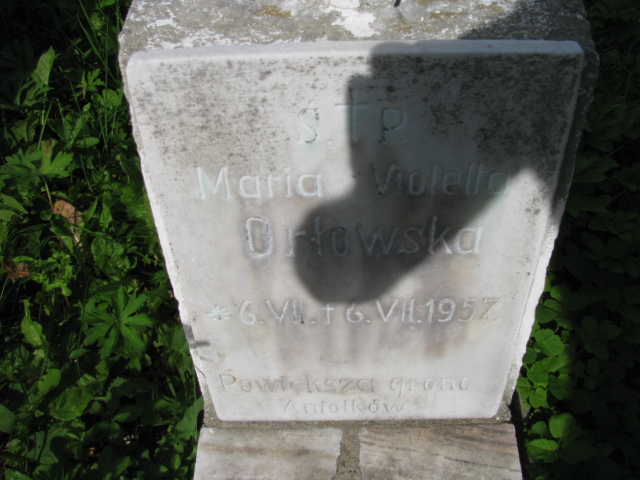 Ś.†P.
Maria Violetta
Orłowska
* 6.VII. † 6.VII.1957
Powiększa grono
Aniołków